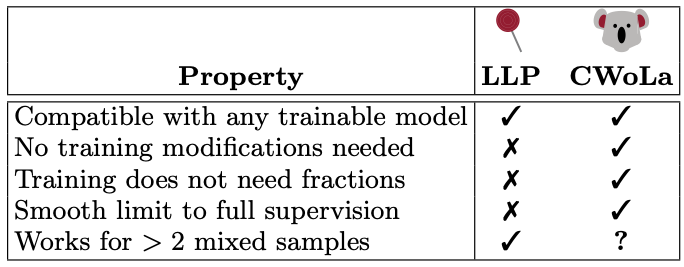 Property LLP CWoLa
Compatible with any trainable model ✓ ✓
No training modifications needed ✗ ✓
Training does not need fractions ✗ ✓
Smooth limit to full supervision ✗ ✓
Works for > 2 mixed samples ✓ ?